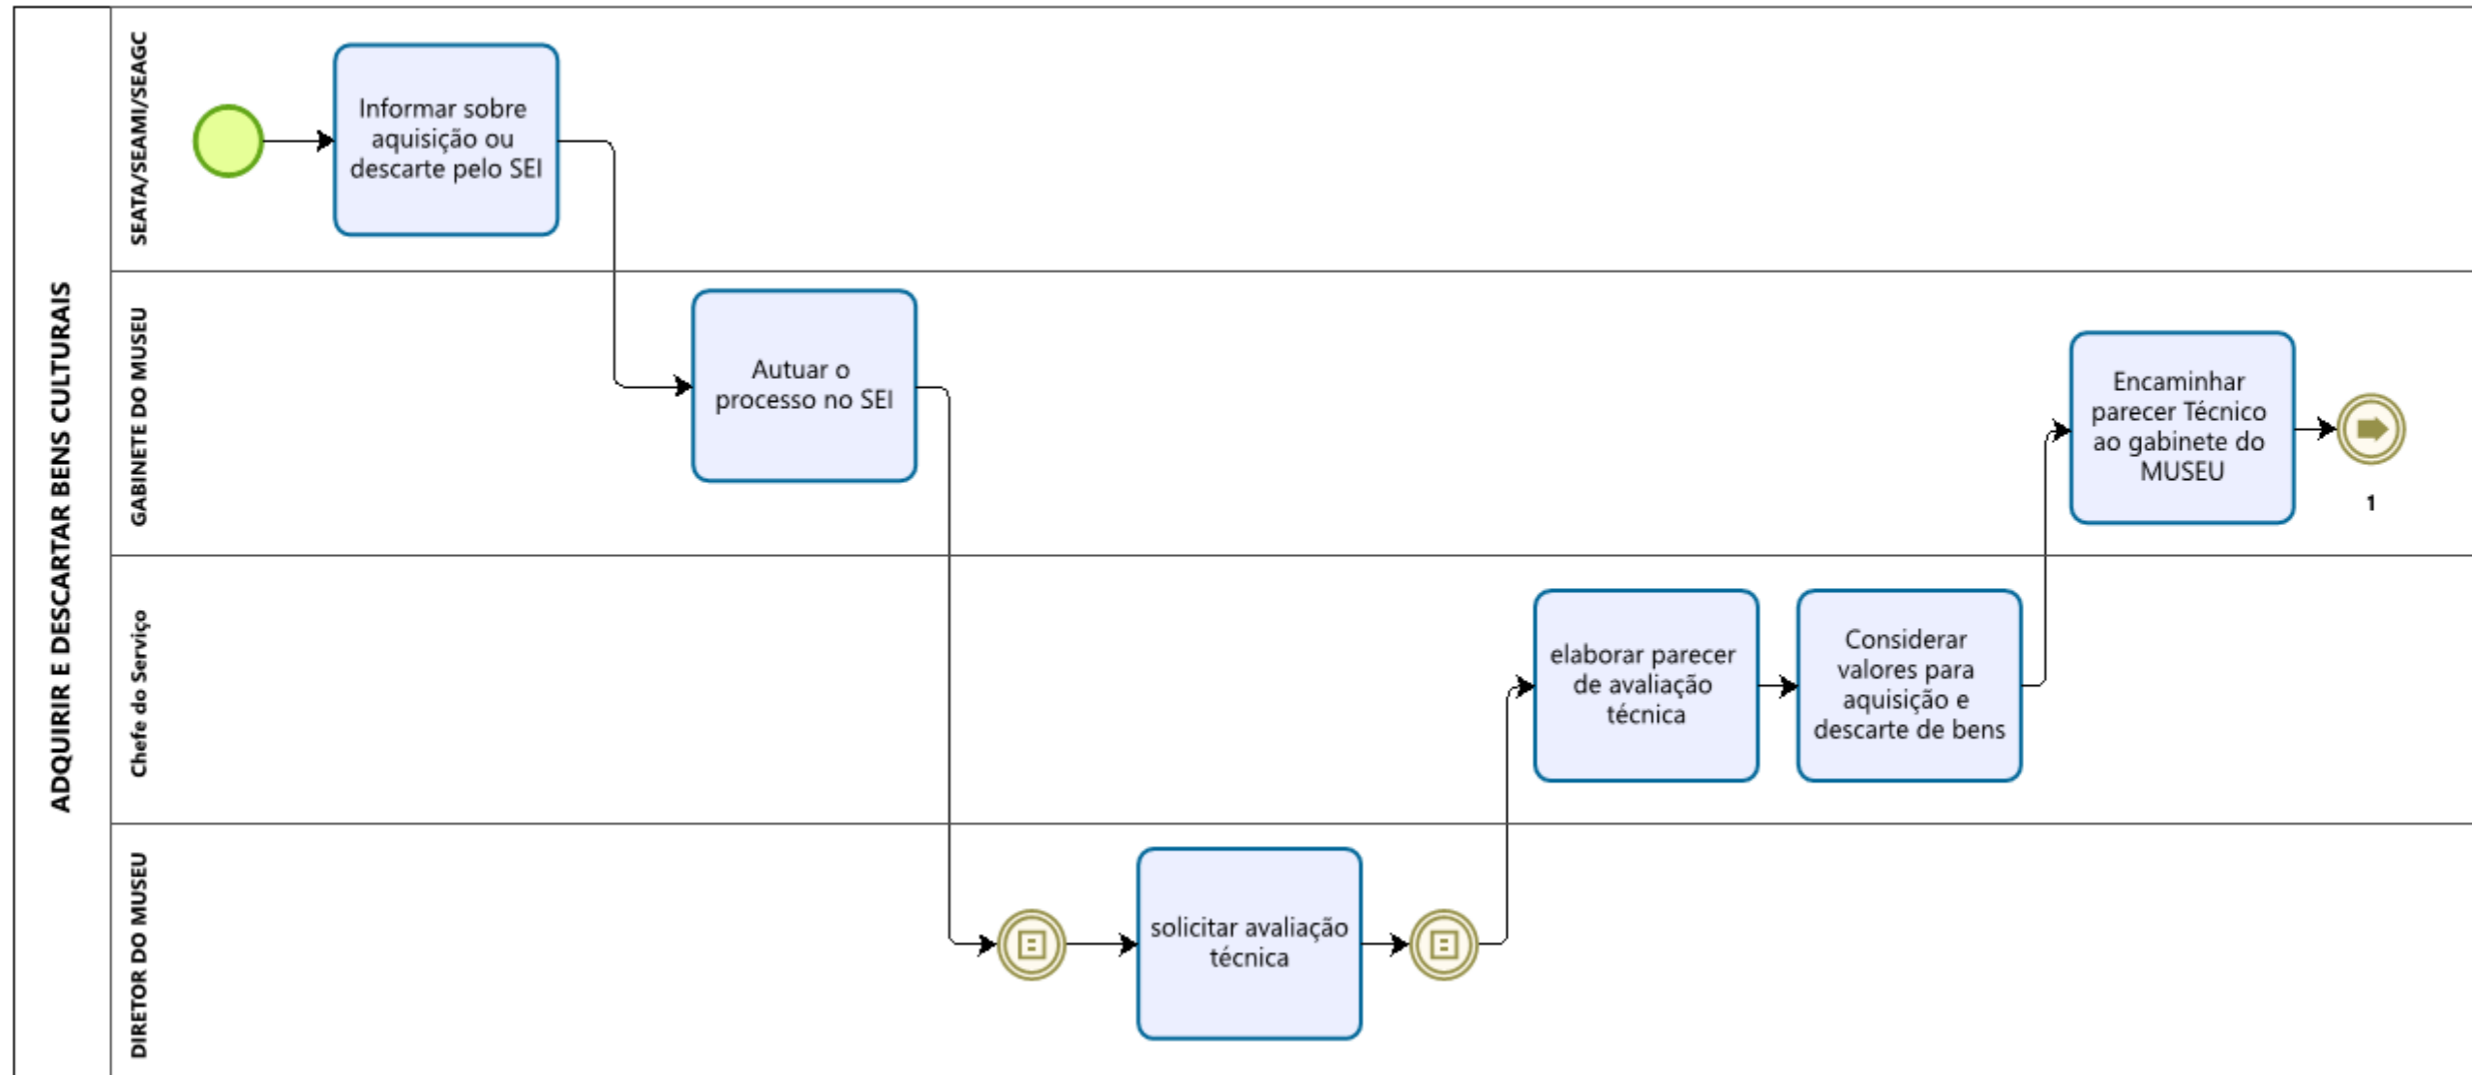 ADQUIRIR E DESCARTAR BENS CULTURAIS
SEATA/SEAMI/SEAGC
Informar sobre
aquisição ou
descarte pelo SEI
GABINETE DO MUSEU
Autuar o
processo no SEI
Encaminhar
parecer Técnico
ao gabinete do
MUSEU
1
Chefe do Serviço
elaborar parecer
de avaliação
técnica
Considerar
valores para
aquisição e
descarte de bens
DIRETOR DO MUSEU
solicitar avaliação
técnica